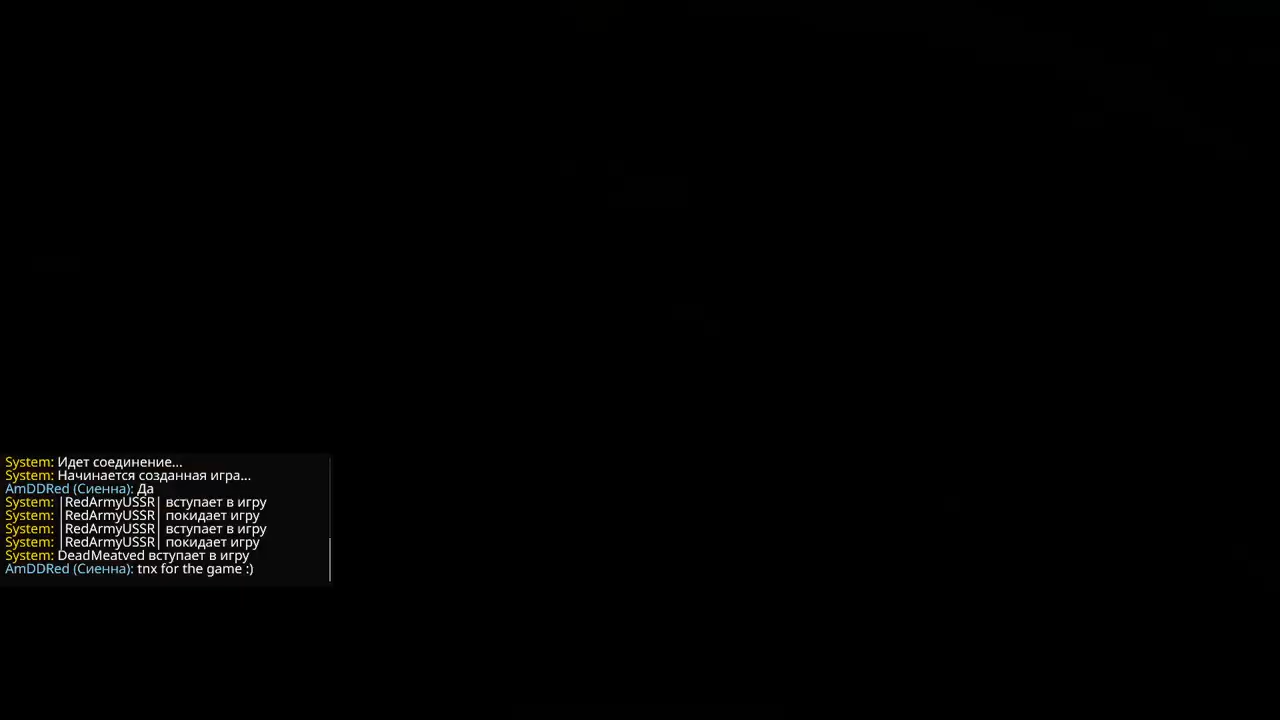 System: Идет соединение...
System: Начинается созданная игра...
AmDDRed (Сиенна): Да
System: |RedArmyUSSR| вступает в игру
System: |RedArmyUSSR| покидает игру
System: |RedArmyUSSR| вступает в игру
System: |RedArmyUSSR| покидает игру
System: DeadMeatved вступает в игру
AmDDRed (Сиенна): tnx for the game :)